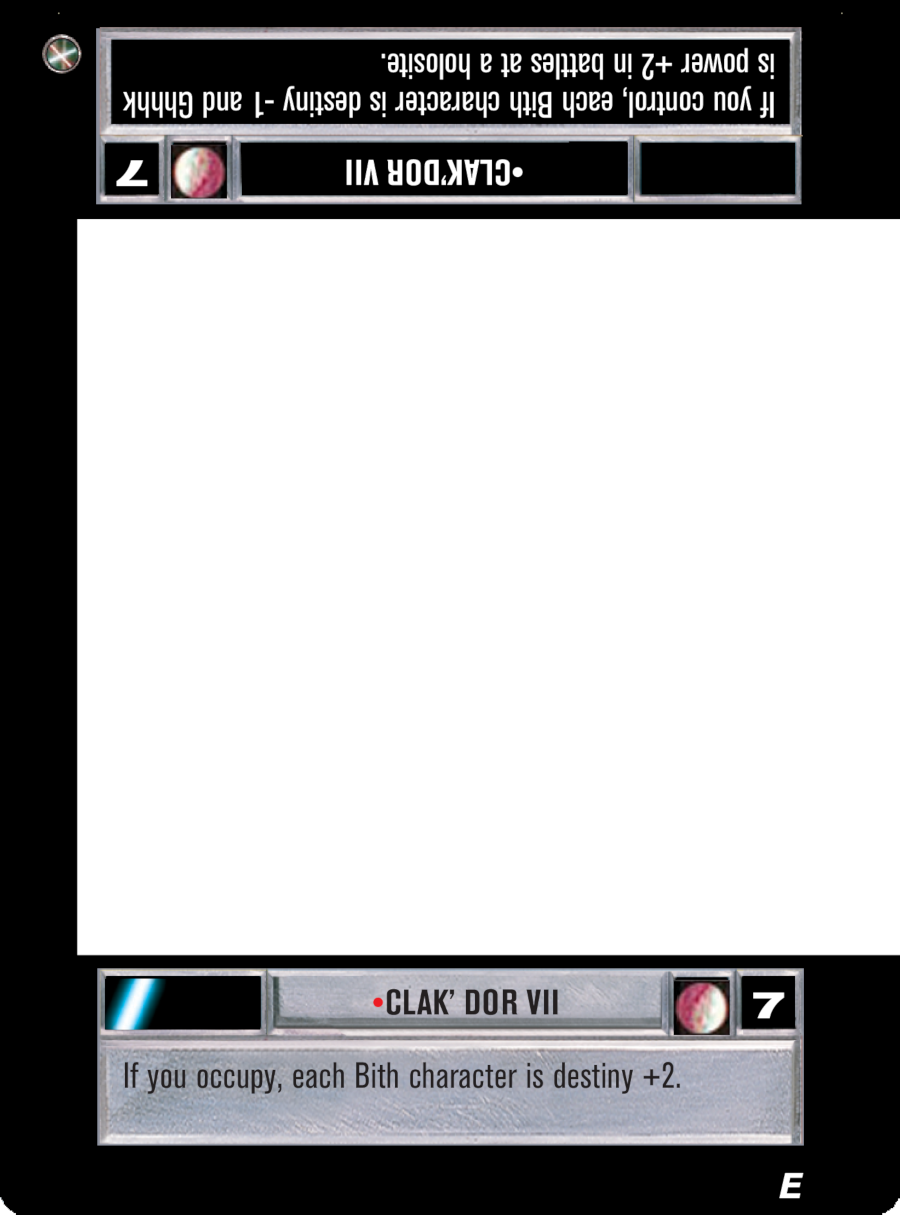 If you control, each Bith character is destiny -1 and Ghhhk
is power +2 in battles at a holosite.
•CLAK'DOR VII
7
•CLAK’ DOR VII
7
If you occupy, each Bith character is destiny +2.
E